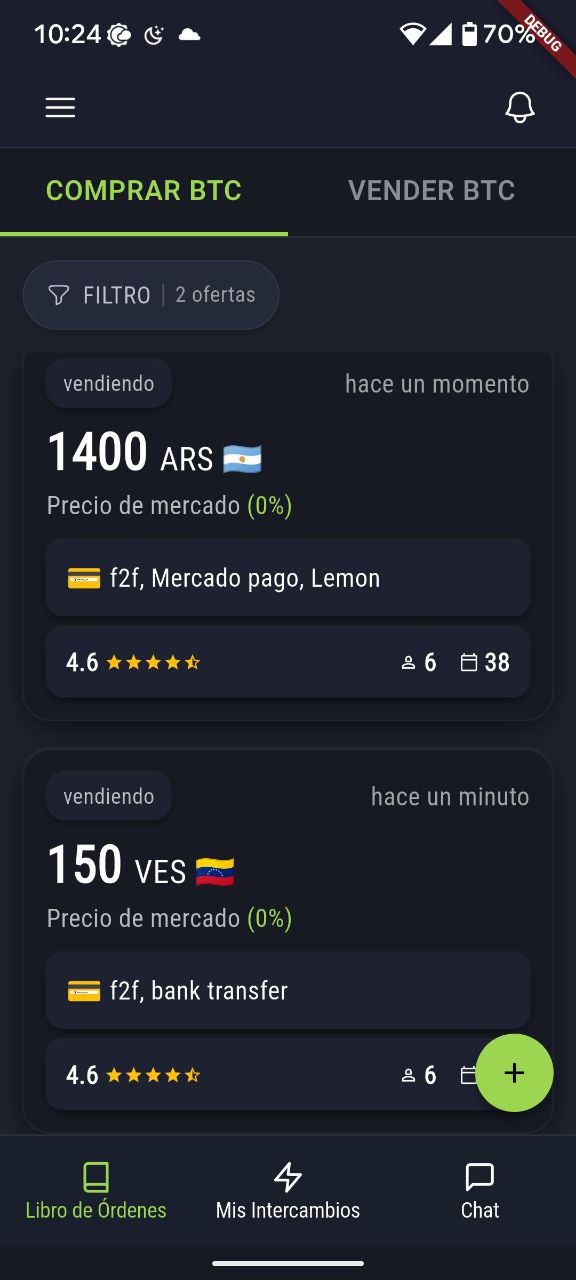 10:24
70%
DEBUG
COMPRAR BTC
VENDER BTC
FILTRO | 2 ofertas
vendiendo
hace un momento
1400 ARS
Precio de mercado (0%)
f2f, Mercado pago, Lemon
4.6
6
38
vendiendo
hace un minuto
150 VES
Precio de mercado (0%)
f2f, bank transfer
4.6
6
+
Libro de Órdenes
Mis Intercambios
Chat